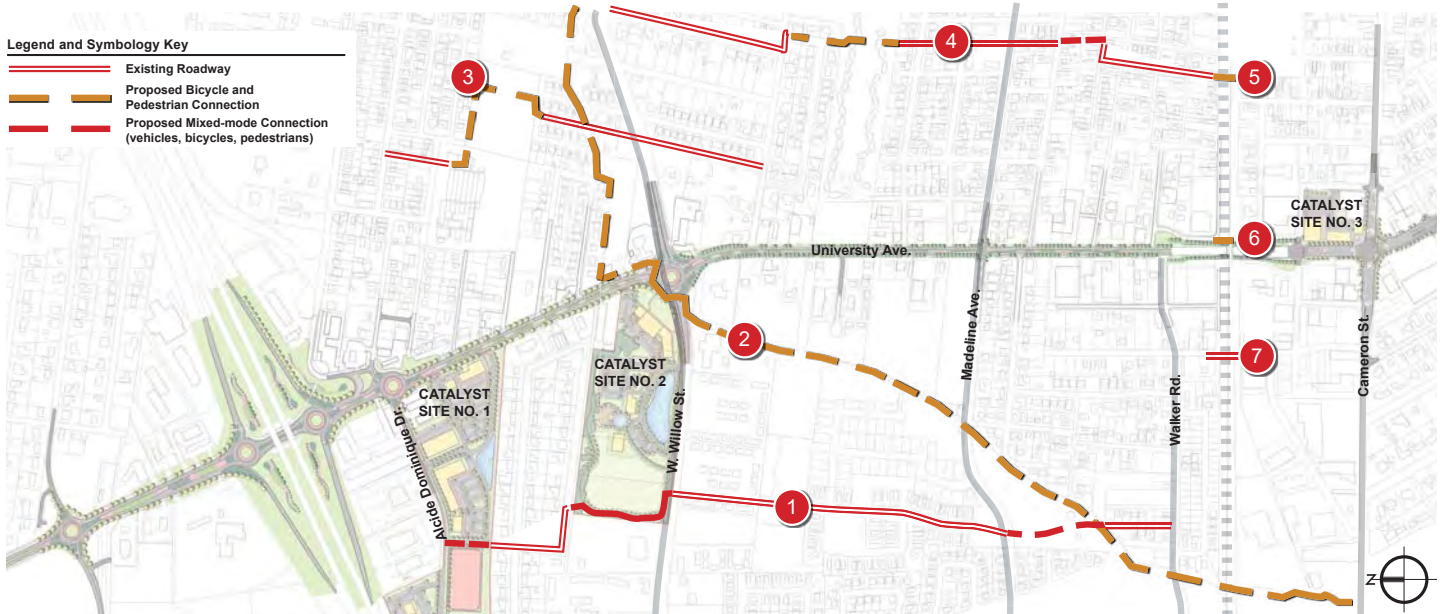 Legend and Symbology Key
Existing Roadway
Proposed Bicycle and
Pedestrian Connection
Proposed Mixed-mode Connection
(vehicles, bicycles, pedestrians)
3
4
5
CATALYST
SITE NO. 3
6
University Ave.
2
7
CATALYST
SITE NO. 2
CATALYST
SITE NO. 1
Alcide Dominique Dr.
W. Willow St.
Madeline Ave.
Walker Rd.
Cameron St.
1
N